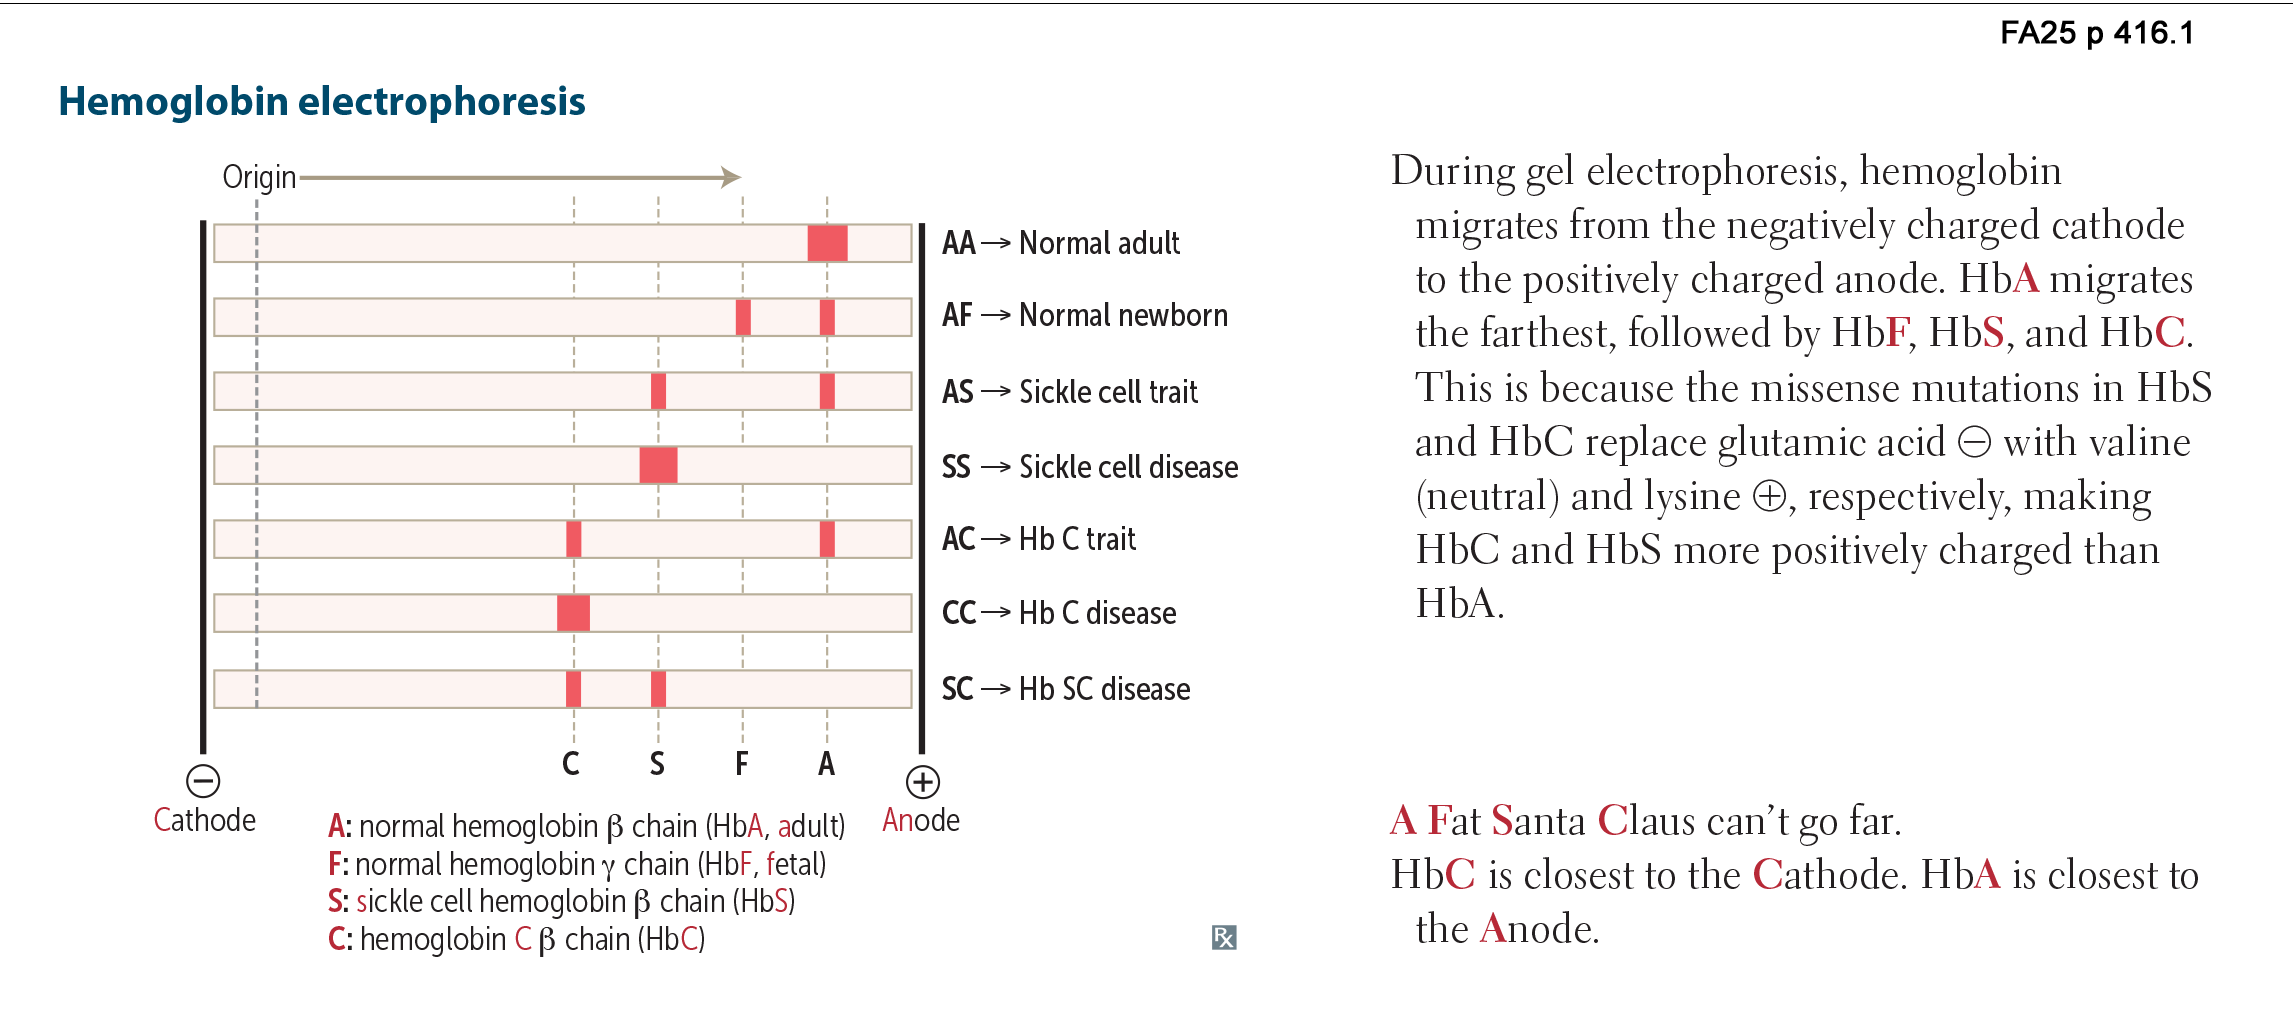 FA25 p 416.1
Hemoglobin electrophoresis
Origin
AA → Normal adult
AF → Normal newborn
AS → Sickle cell trait
SS → Sickle cell disease
AC → Hb C trait
CC → Hb C disease
SC → Hb SC disease
C S F A
⊖ ⊕
Cathode Anode
A: normal hemoglobin β chain (HbA, adult)
F: normal hemoglobin γ chain (HbF, fetal)
S: sickle cell hemoglobin β chain (HbS)
C: hemoglobin C β chain (HbC)
Rx
During gel electrophoresis, hemoglobin
migrates from the negatively charged cathode
to the positively charged anode. HbA migrates
the farthest, followed by HbF, HbS, and HbC.
This is because the missense mutations in HbS
and HbC replace glutamic acid ⊖ with valine
(neutral) and lysine ⊕, respectively, making
HbC and HbS more positively charged than
HbA.
A Fat Santa Claus can’t go far.
HbC is closest to the Cathode. HbA is closest to
the Anode.